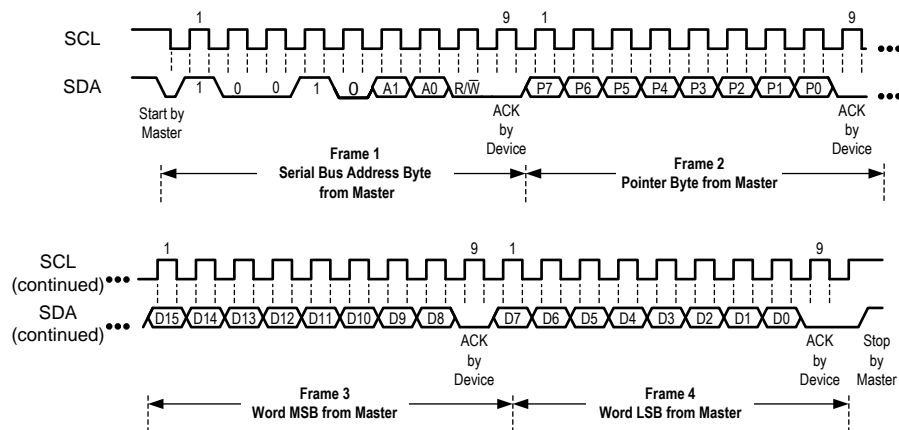 1 9 1 9
SCL
SDA
1 0 0 1 0 A1 A0 R/W̅ P7 P6 P5 P4 P3 P2 P1 P0
Start by
Master
ACK
by
Device
ACK
by
Device
Frame 1
Serial Bus Address Byte
from Master
Frame 2
Pointer Byte from Master
1 9 1 9
SCL
(continued)
SDA
(continued)
D15 D14 D13 D12 D11 D10 D9 D8 D7 D6 D5 D4 D3 D2 D1 D0
ACK
by
Device
ACK
by
Device
Stop
by
Master
Frame 3
Word MSB from Master
Frame 4
Word LSB from Master